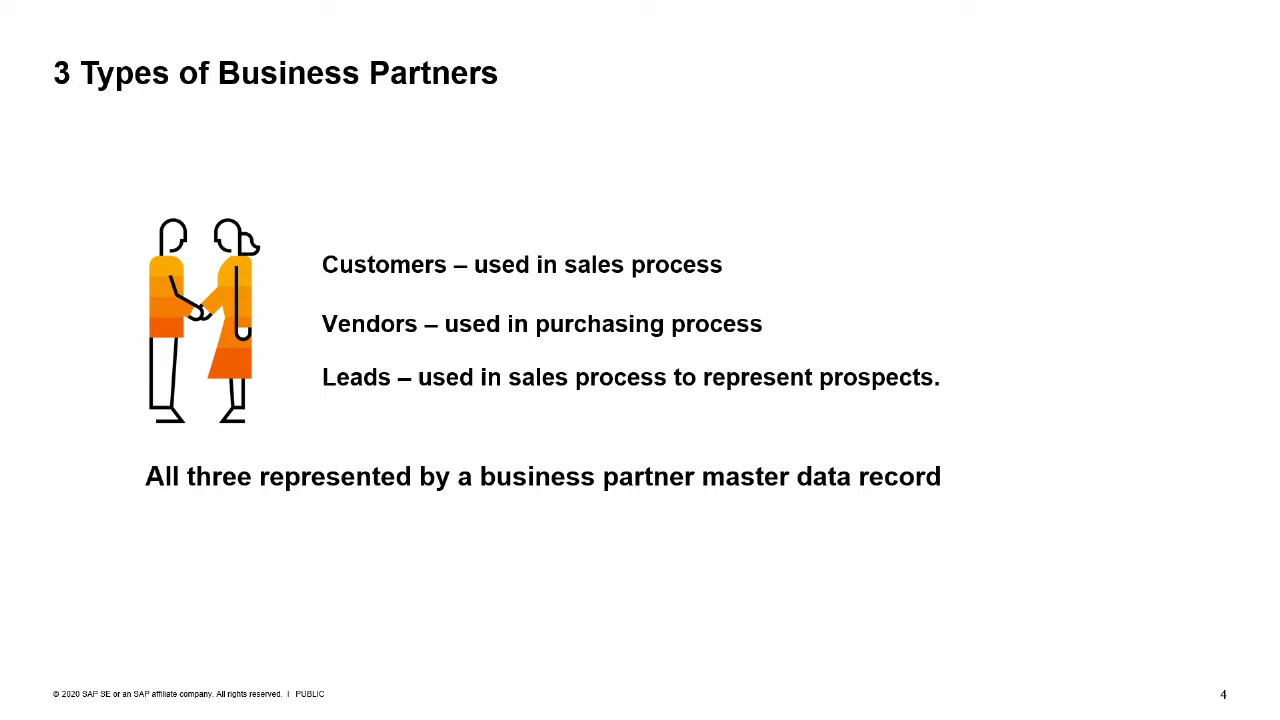 3 Types of Business Partners
Customers – used in sales process
Vendors – used in purchasing process
Leads – used in sales process to represent prospects.
All three represented by a business partner master data record
© 2020 SAP SE or an SAP affiliate company. All rights reserved. I PUBLIC
4